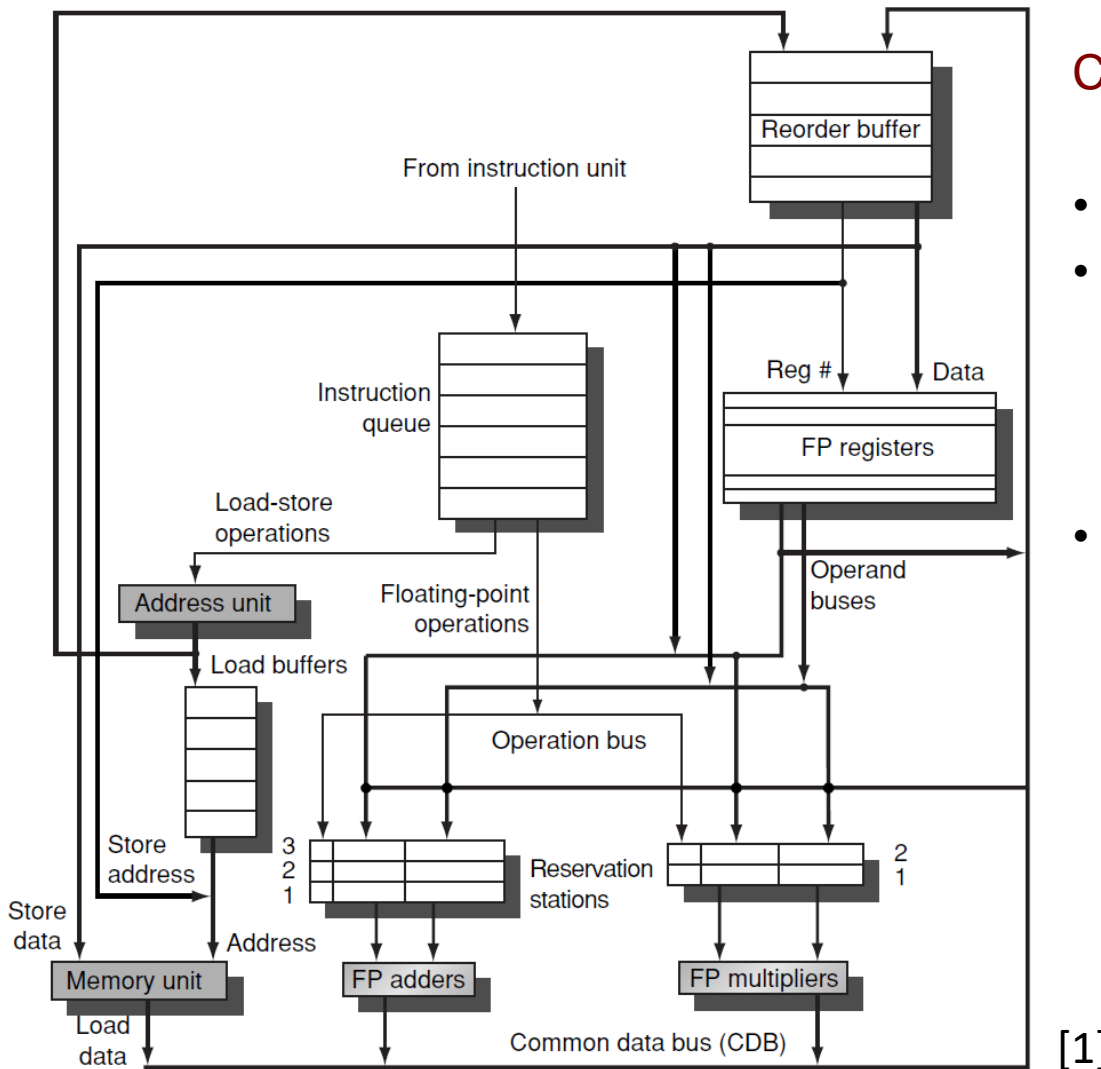 C
Reorder buffer
From instruction unit
•
•
Reg #
Data
Instruction
queue
FP registers
Load-store
operations
•
Operand
buses
Address unit
Floating-point
operations
Load buffers
Operation bus
Store
address
3
2
1
Reservation
stations
2
1
Store
data
Address
Memory unit
FP adders
FP multipliers
Load
data
Common data bus (CDB)
[1]